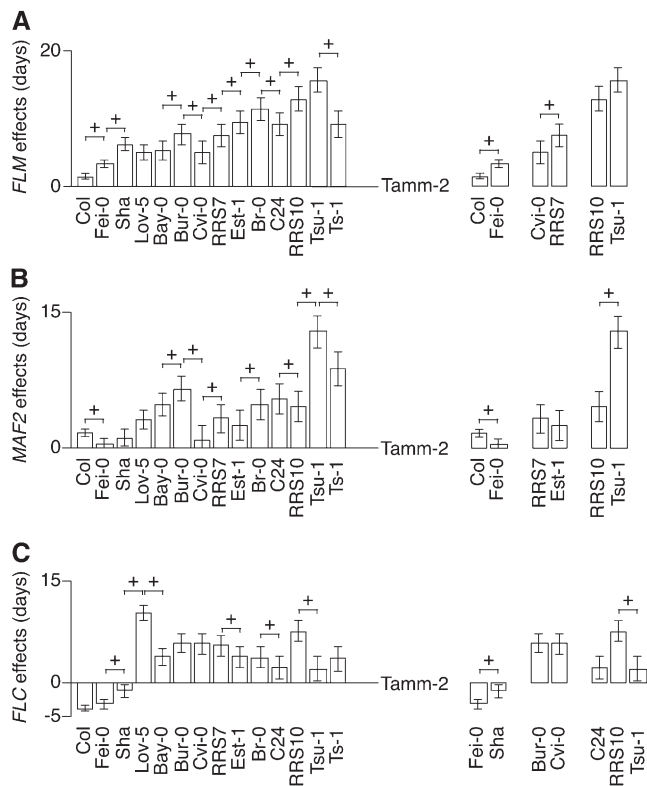 A
FLM effects (days)
20
0
+ + + + + + + + + +
Col Fei-0 Sha Lov-5 Bay-0 Bur-0 Cvi-0 RRS7 Est-1 Br-0 C24 RRS10 Tsu-1 Ts-1 Tamm-2
+ +
Col Fei-0 Cvi-0 RRS7 RRS10 Tsu-1
B
MAF2 effects (days)
15
0
+ + + + + + + +
Col Fei-0 Sha Lov-5 Bay-0 Bur-0 Cvi-0 RRS7 Est-1 Br-0 C24 RRS10 Tsu-1 Ts-1 Tamm-2
+ +
Col Fei-0 RRS7 Est-1 RRS10 Tsu-1
C
FLC effects (days)
15
0
-5
+ + + + + +
Col Fei-0 Sha Lov-5 Bay-0 Bur-0 Cvi-0 RRS7 Est-1 Br-0 C24 RRS10 Tsu-1 Ts-1 Tamm-2
+ +
Fei-0 Sha Bur-0 Cvi-0 C24 RRS10 Tsu-1